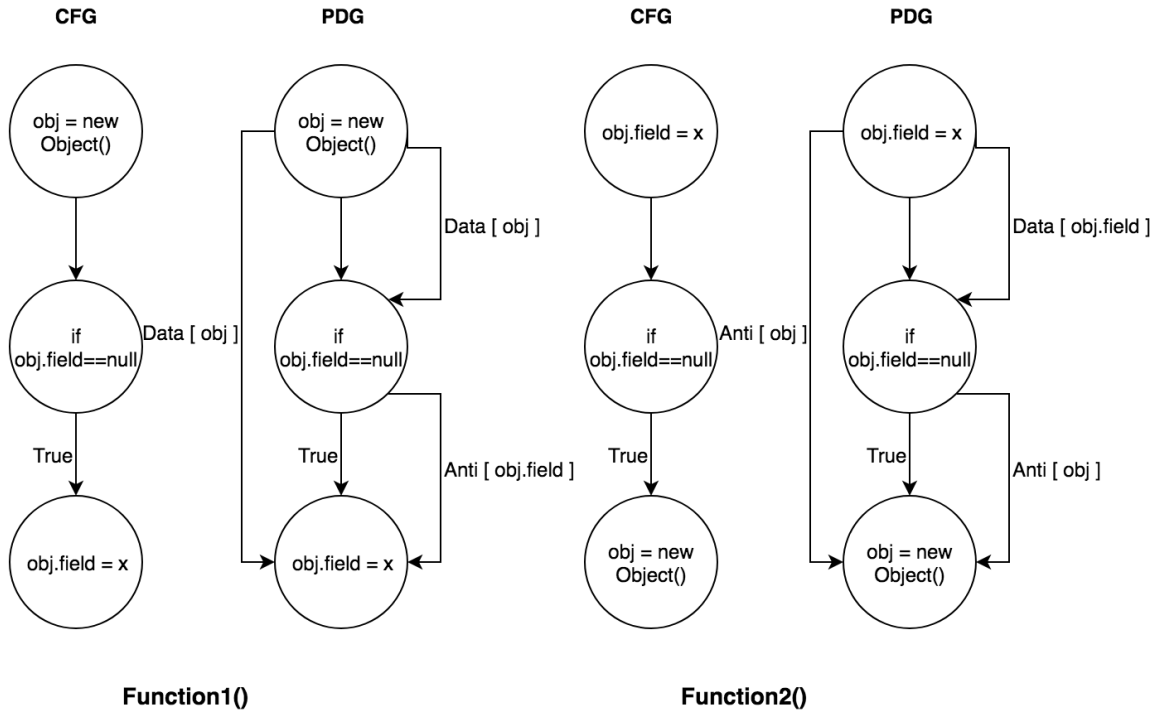 CFG
PDG
CFG
PDG
obj = new
Object()
obj = new
Object()
obj.field = x
obj.field = x
Data [ obj ]
Data [ obj.field ]
if
obj.field==null
Data [ obj ]
if
obj.field==null
if
obj.field==null
Anti [ obj ]
if
obj.field==null
True
True
Anti [ obj.field ]
True
True
Anti [ obj ]
obj.field = x
obj.field = x
obj = new
Object()
obj = new
Object()
Function1()
Function2()